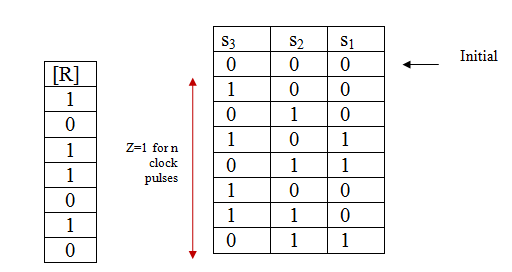 S3 S2 S1
0 0 0
Initial
1 0 0
0 1 0
1 0 1
0 1 1
1 0 0
1 1 0
0 1 1
[R]
1
0
1
1
0
1
0
Z=1 for n
clock
pulses